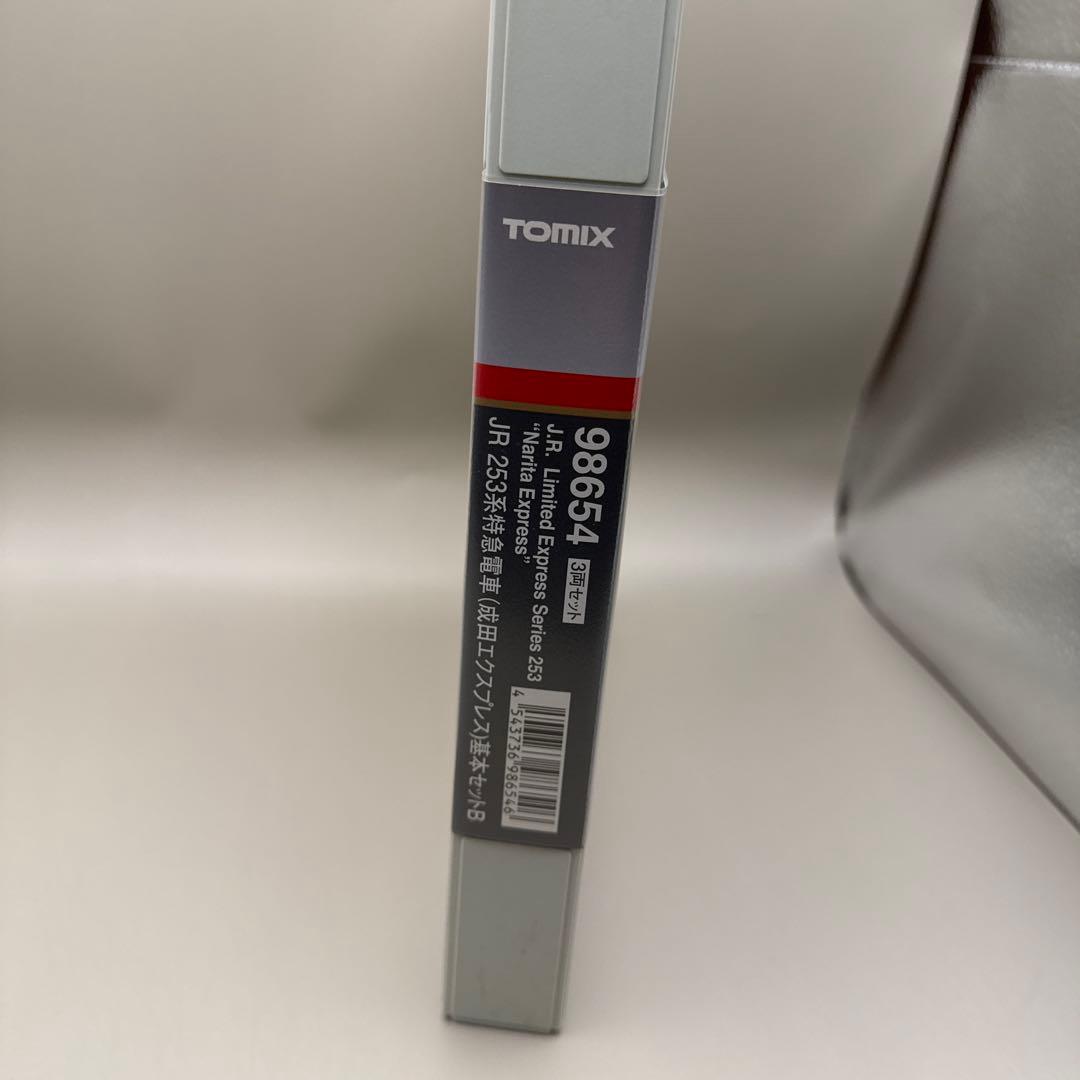 TOMIX
98654 3両セット
J.R. Limited Express Series 253
“Narita Express”
JR 253系特急電車(成田エクスプレス)基本セットB
4 543736 986546